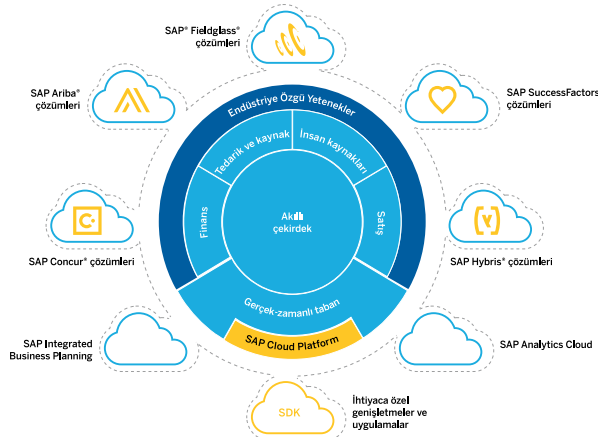 SAP® Fieldglass®
çözümleri
SAP Ariba®
çözümleri
SAP SuccessFactors
çözümleri
Endüstriye Özgü Yetenekler
Tedarik ve kaynak
İnsan kaynakları
Finans
Akıllı
çekirdek
Satış
SAP Concur® çözümleri
SAP Hybris® çözümleri
Gerçek-zamanlı taban
SAP Cloud Platform
SAP Integrated
Business Planning
SAP Analytics Cloud
SDK
İhtiyaca özel
genişletmeler ve
uygulamalar